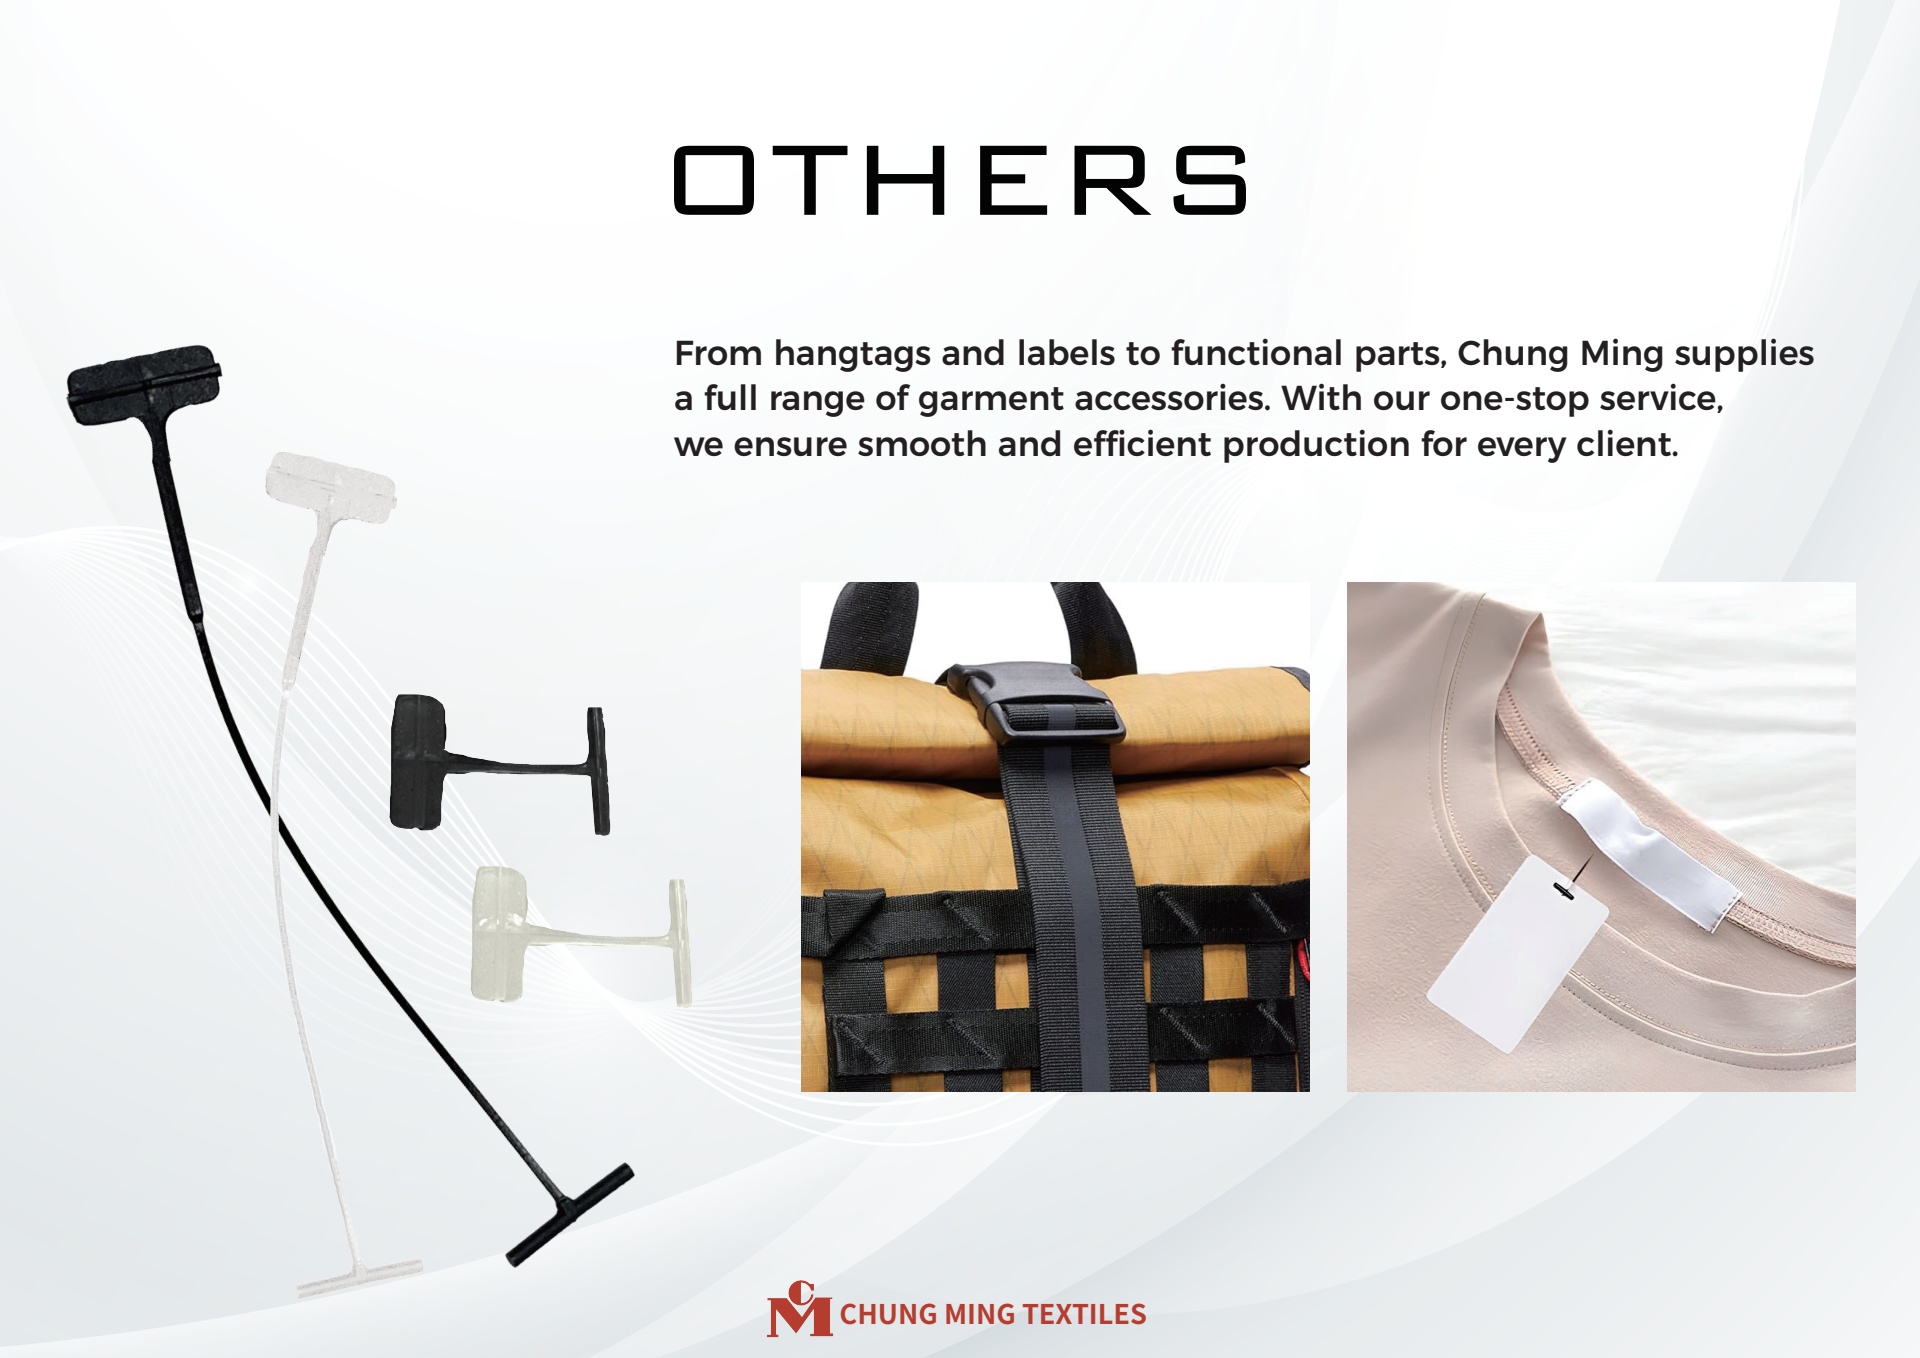 OTHERS
From hangtags and labels to functional parts, Chung Ming supplies
a full range of garment accessories. With our one-stop service,
we ensure smooth and efficient production for every client.
CM CHUNG MING TEXTILES